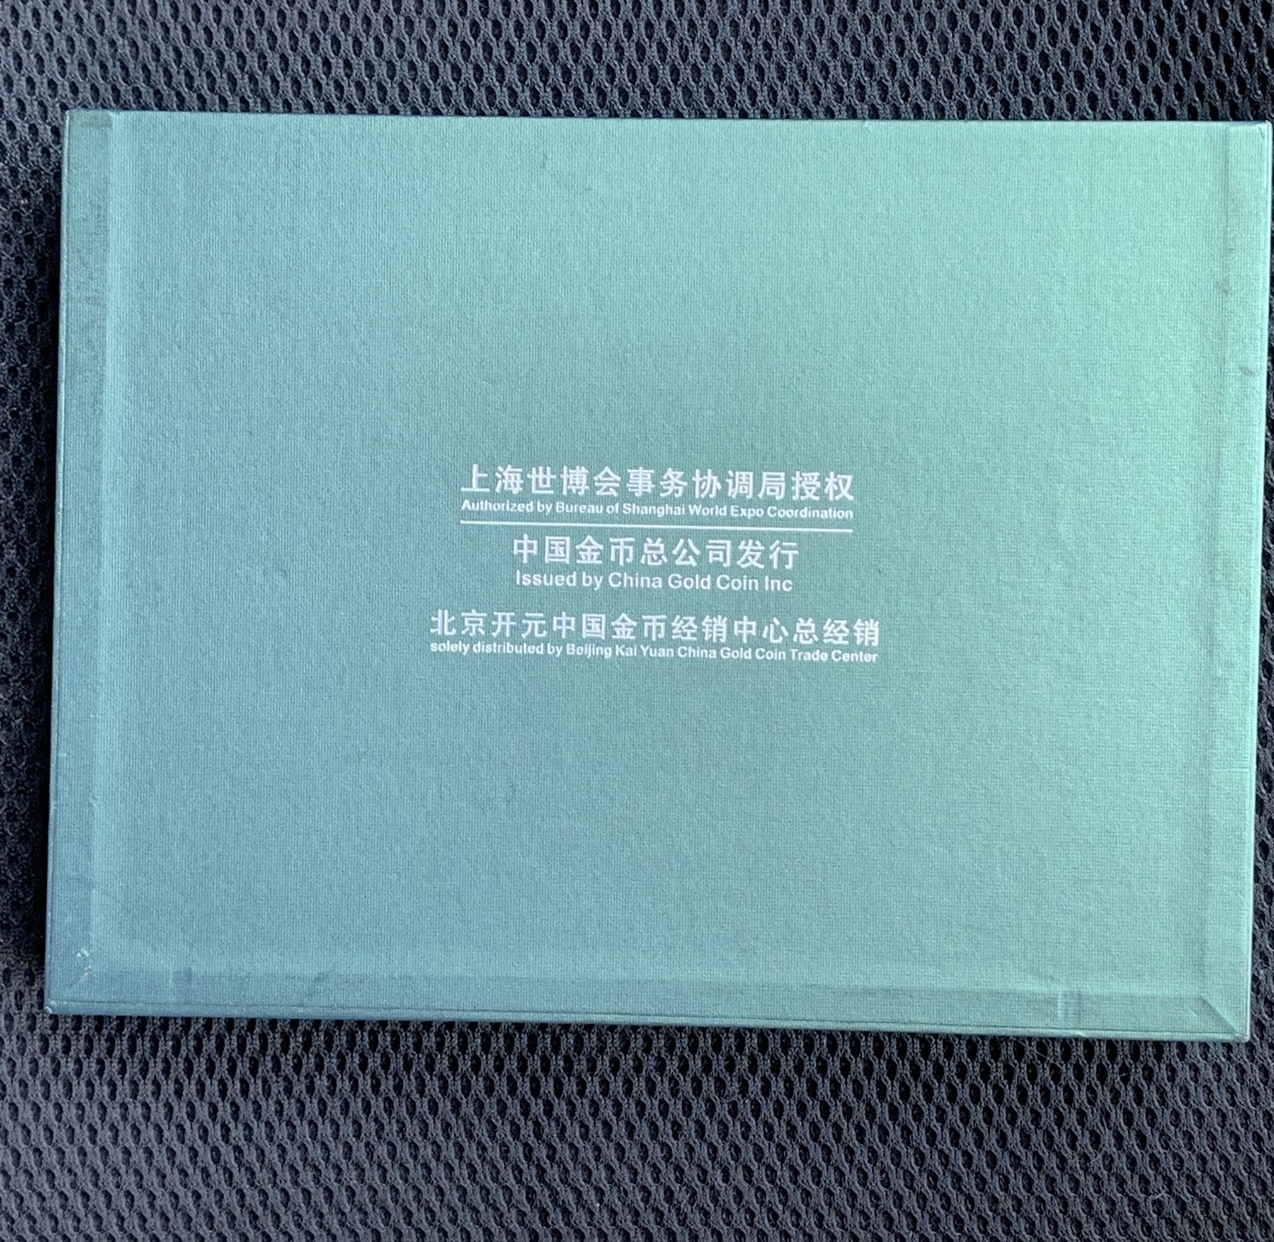 上海世博会事务协调局授权
Authorized by Bureau of Shanghai World Expo Coordination
中国金币总公司发行
Issued by China Gold Coin Inc
北京开元中国金币经销中心总经销
solely distributed by Beijing Kai Yuan China Gold Coin Trade Center